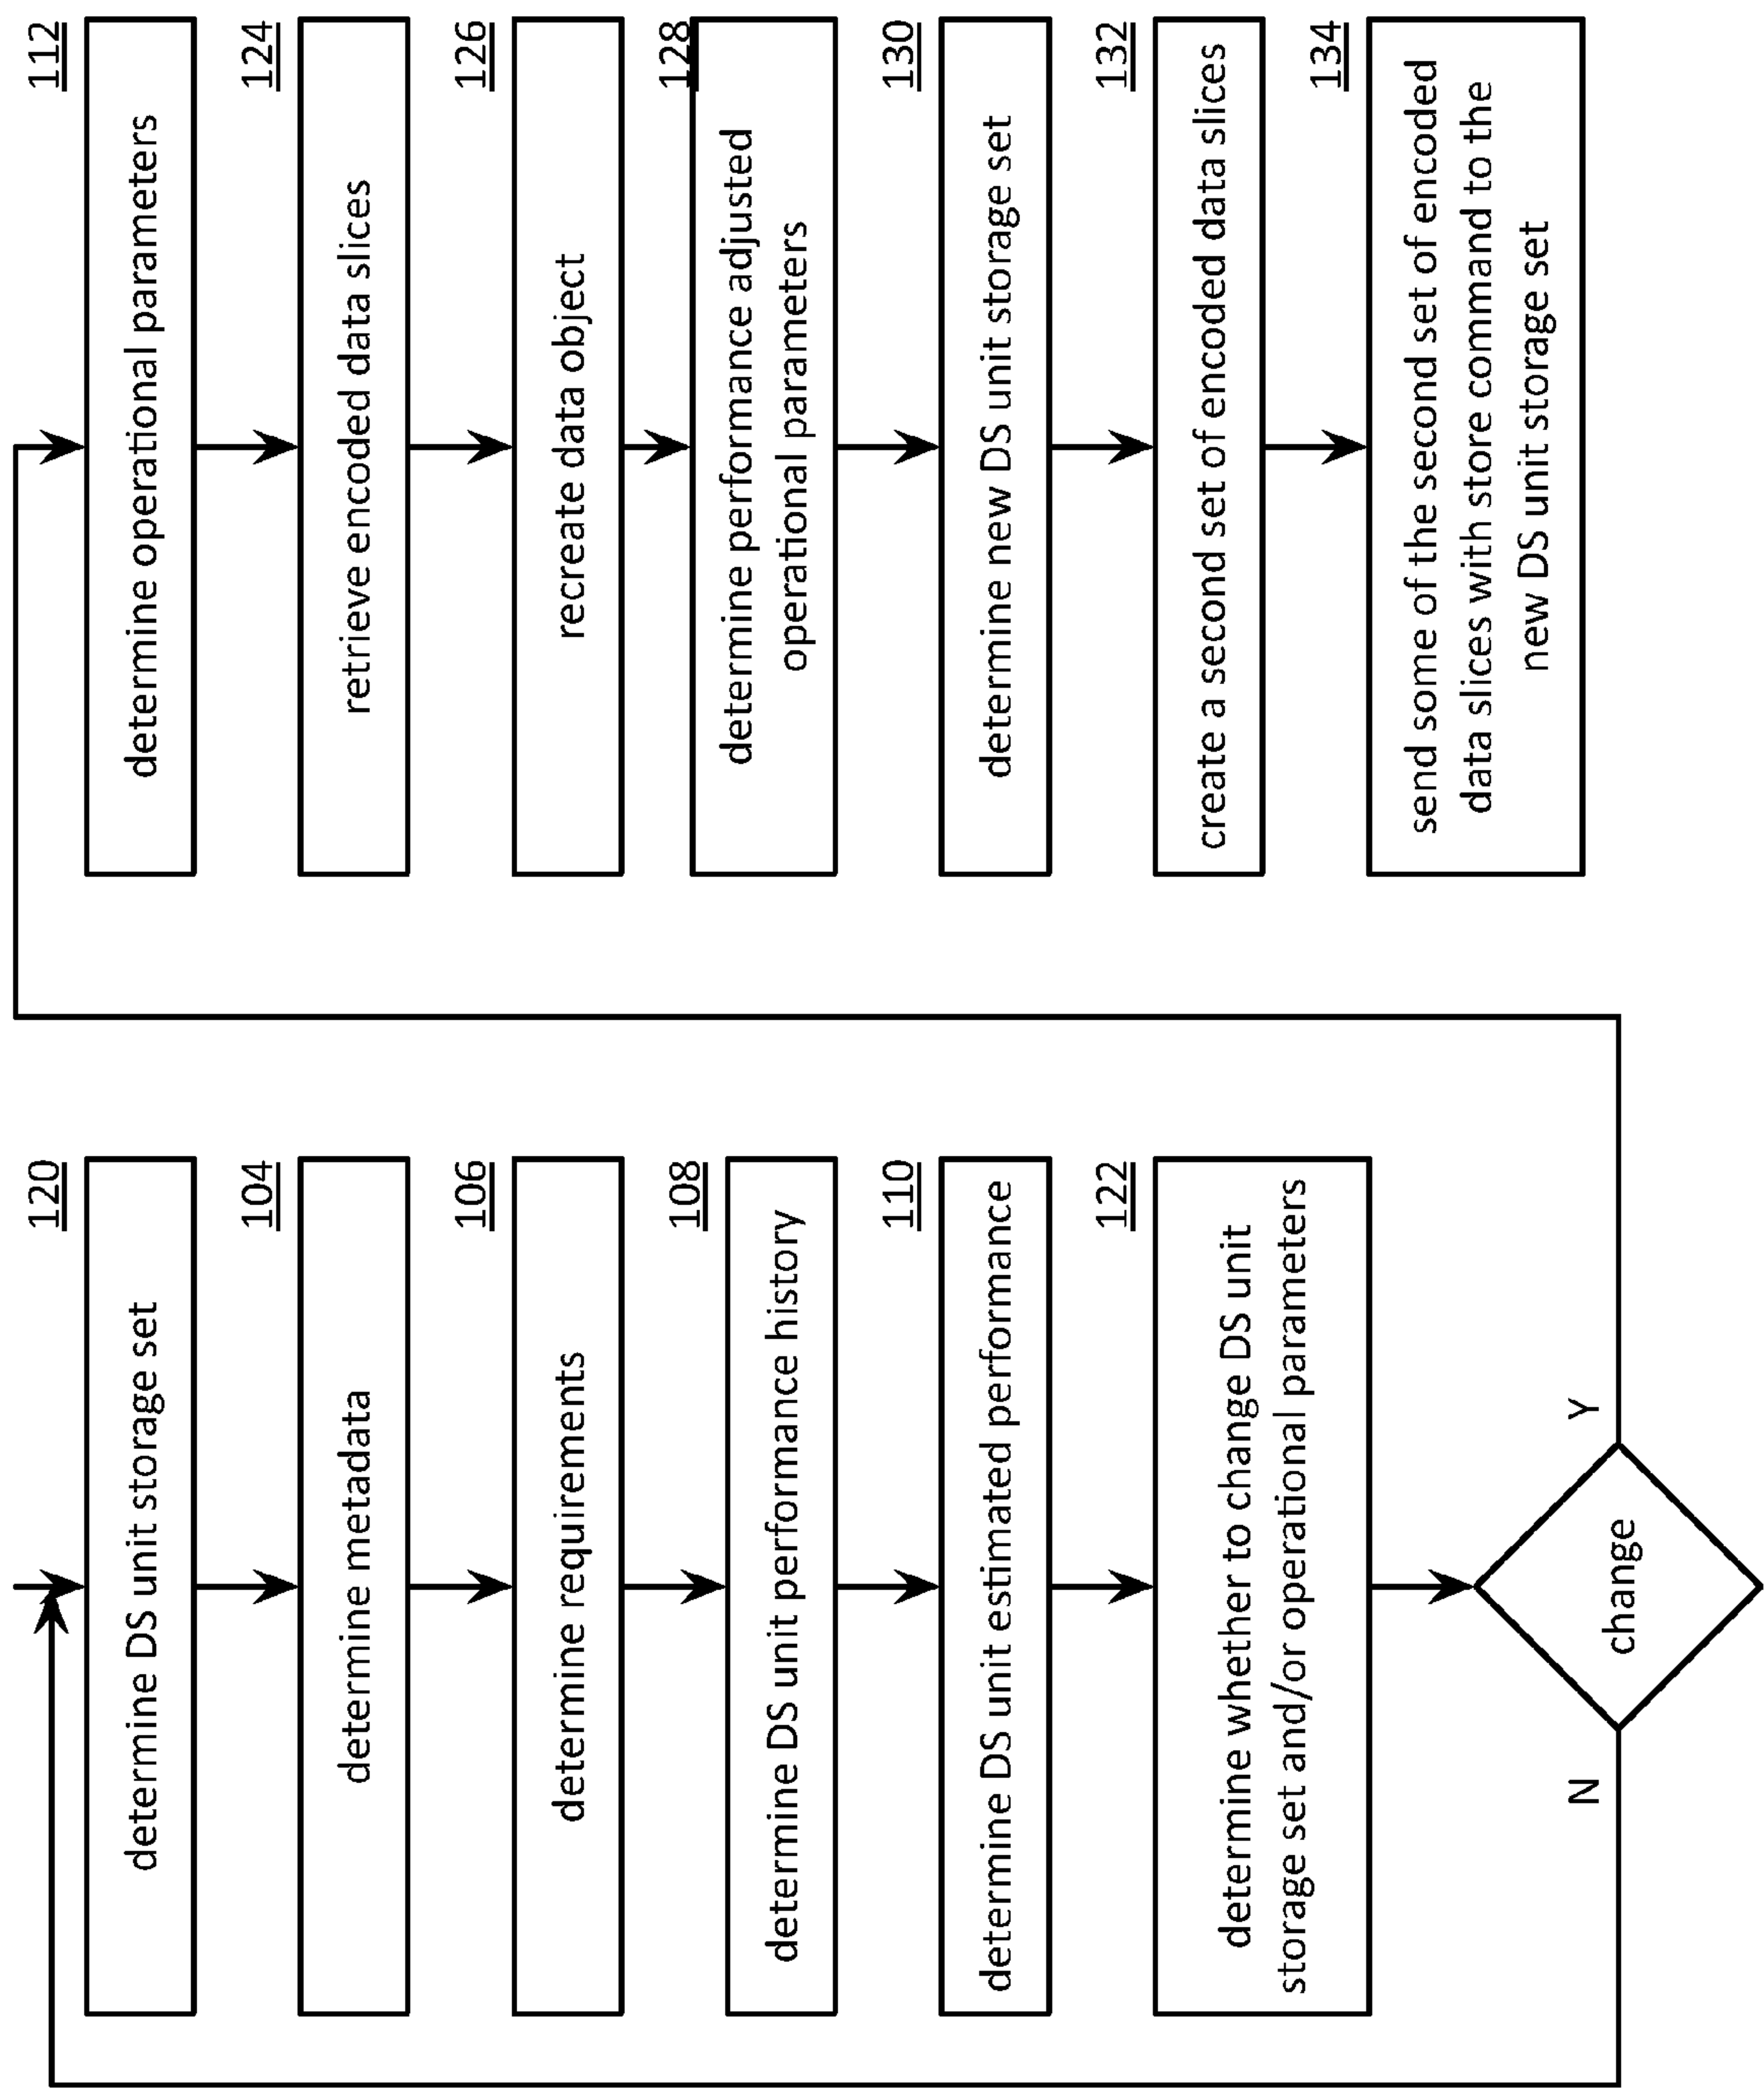 120
determine DS unit storage set
104
determine metadata
106
determine requirements
108
determine DS unit performance history
110
determine DS unit estimated performance
122
determine whether to change DS unit
storage set and/or operational parameters
N
change
Y
112
determine operational parameters
124
retrieve encoded data slices
126
recreate data object
128
determine performance adjusted
operational parameters
130
determine new DS unit storage set
132
create a second set of encoded data slices
134
send some of the second set of encoded
data slices with store command to the
new DS unit storage set